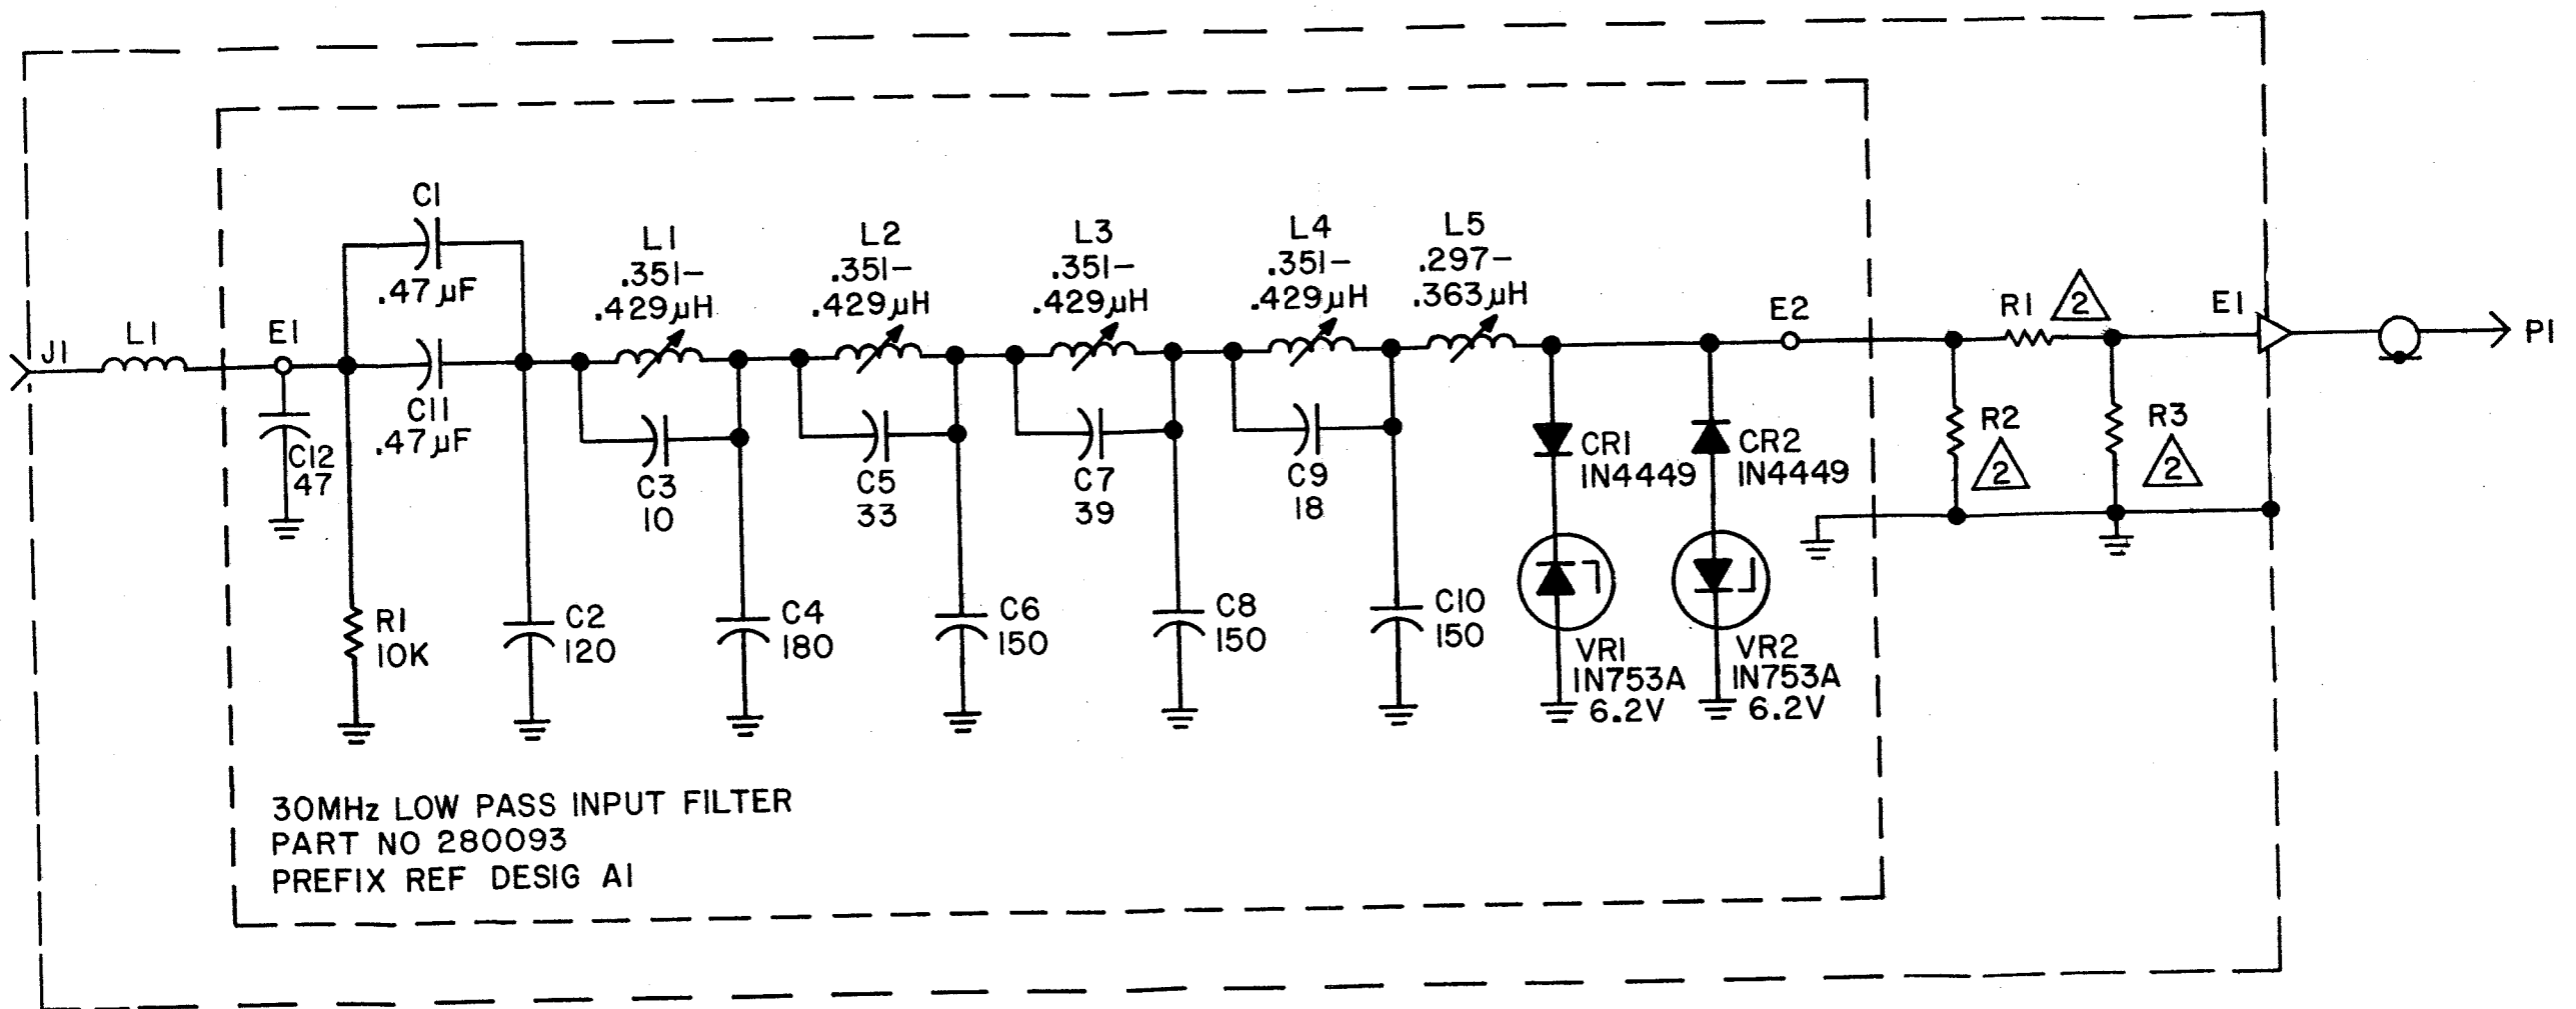 J1
L1
E1
C12
47
C1
.47µF
C11
.47µF
R1
10K
C2
120
L1
.351-
.429µH
C3
10
C4
180
L2
.351-
.429µH
C5
33
C6
150
L3
.351-
.429µH
C7
39
C8
150
L4
.351-
.429µH
C9
18
C10
150
L5
.297-
.363µH
CR1
IN4449
VR1
IN753A
6.2V
CR2
IN4449
VR2
IN753A
6.2V
E2
R1
2
R2
2
R3
2
E1
P1
30MHz LOW PASS INPUT FILTER
PART NO 280093
PREFIX REF DESIG A1